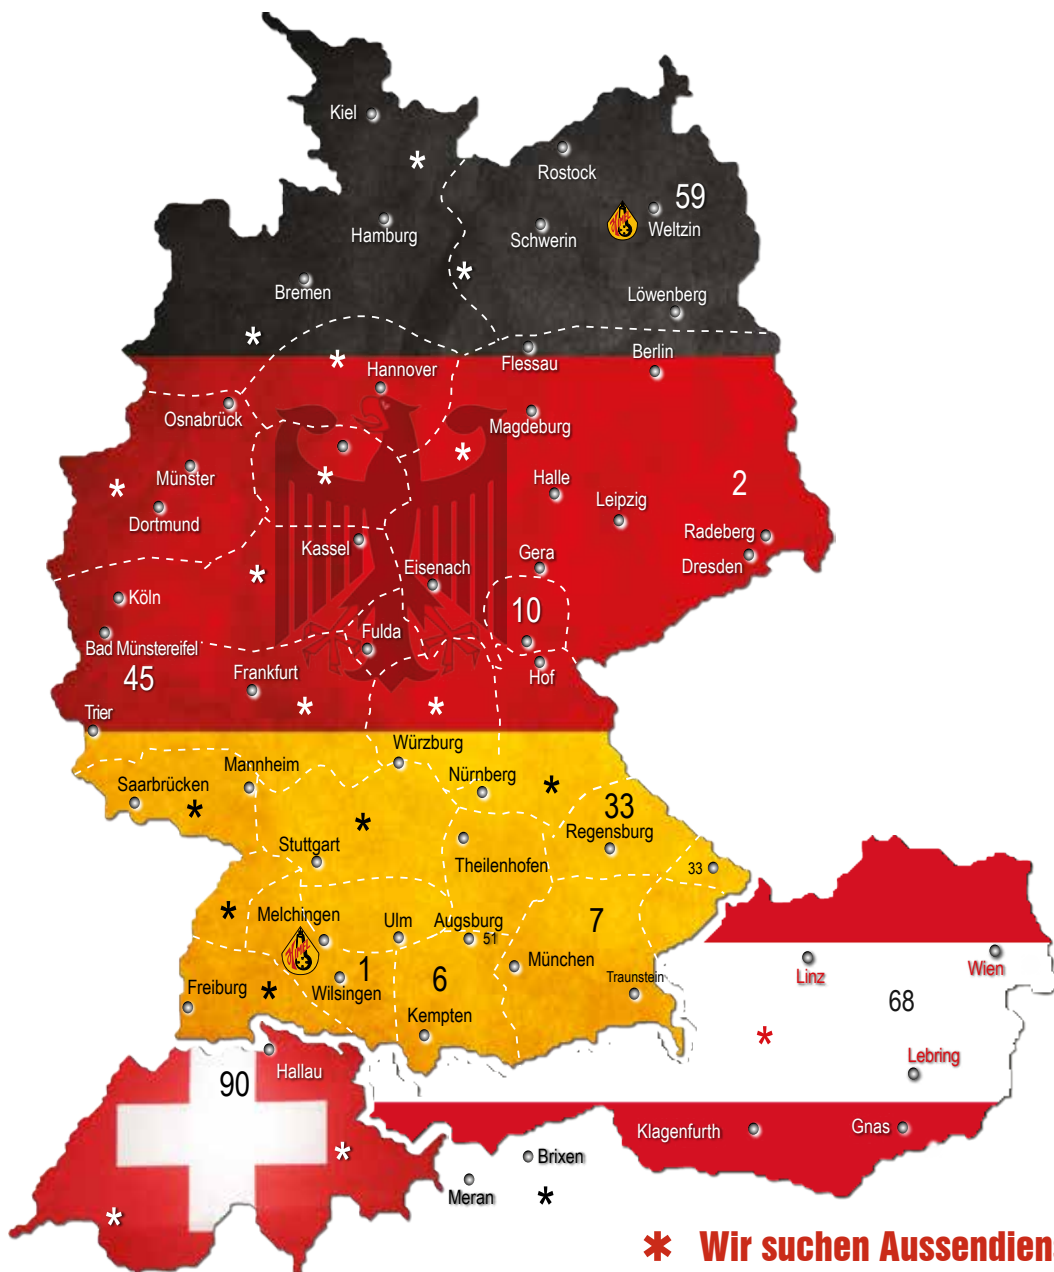 Kiel
*
Rostock
59
Weltzin
Hamburg
Schwerin
*
Bremen
Löwenberg
*
*
Berlin
Flessau
Hannover
Osnabrück
Magdeburg
*
Münster
*
*
Halle
2
Leipzig
Dortmund
Radeberg
Kassel
Gera
Dresden
Eisenach
*
Köln
10
Fulda
Bad Münstereifel
45
Frankfurt
Hof
*
*
Trier
Würzburg
Mannheim
Nürnberg
Saarbrücken
*
*
33
*
Regensburg
Stuttgart
Theilenhofen
33
*
Melchingen
Ulm
Augsburg
51
7
München
1
6
Linz
Wien
Traunstein
Freiburg
*
Wilsingen
68
Kempten
*
Lebring
Hallau
90
Klagenfurth
Gnas
*
Brixen
Meran
*
*
* Wir suchen Aussendien